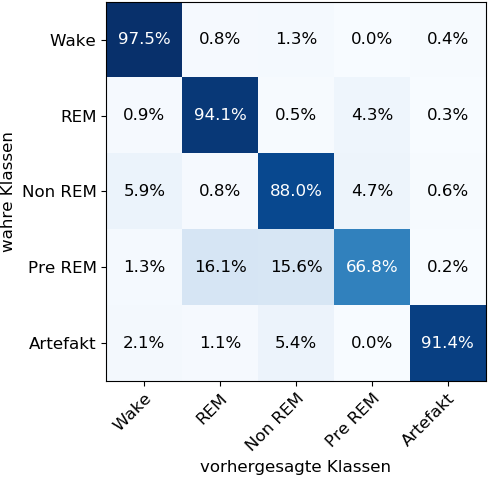 wahre Klassen
Wake 97.5% 0.8% 1.3% 0.0% 0.4%
REM 0.9% 94.1% 0.5% 4.3% 0.3%
Non REM 5.9% 0.8% 88.0% 4.7% 0.6%
Pre REM 1.3% 16.1% 15.6% 66.8% 0.2%
Artefakt 2.1% 1.1% 5.4% 0.0% 91.4%
Wake REM Non REM Pre REM Artefakt
vorhergesagte Klassen